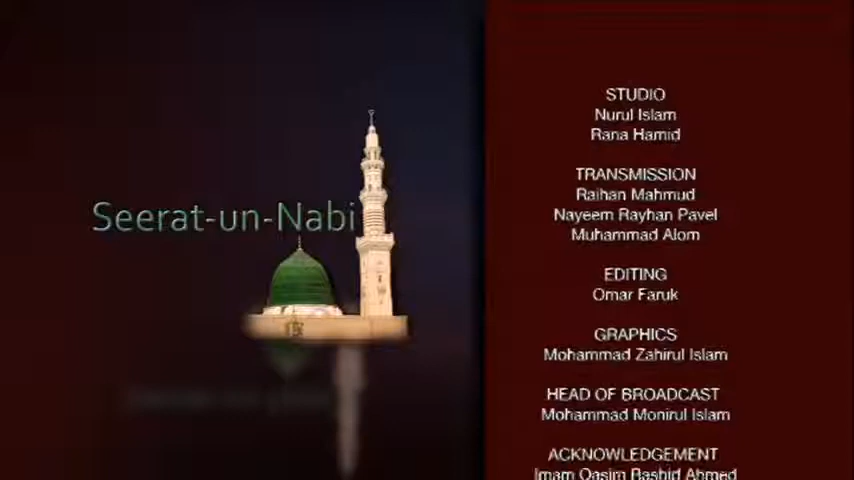 Seerat-un-Nabi
STUDIO
Nurul Islam
Rana Hamid
TRANSMISSION
Raihan Mahmud
Nayeem Rayhan Pavel
Muhammad Alom
EDITING
Omar Faruk
GRAPHICS
Mohammad Zahirul Islam
HEAD OF BROADCAST
Mohammad Monirul Islam
ACKNOWLEDGEMENT
Imam Qasim Rashid Ahmed